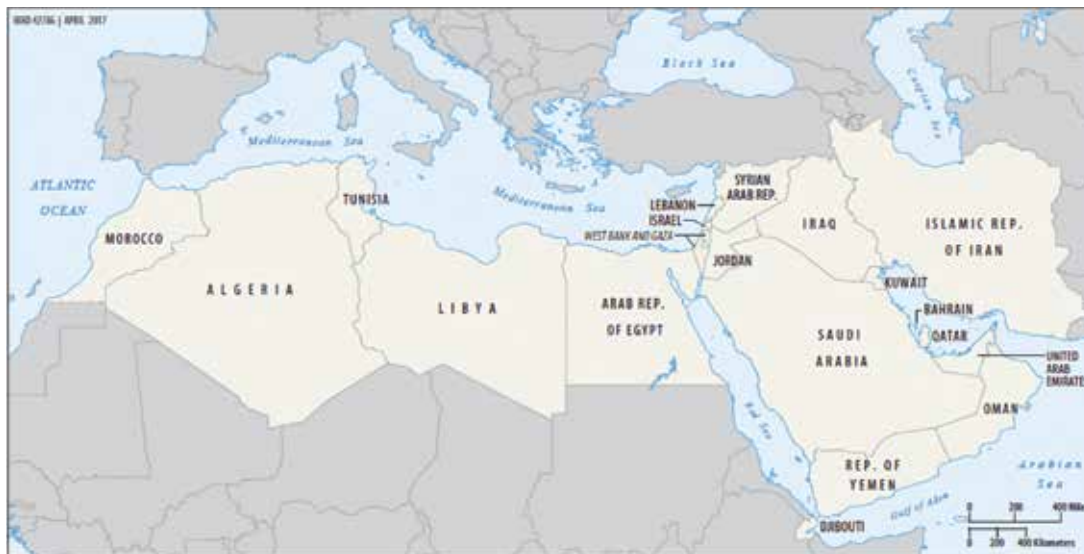 APRIL 2017
Black Sea
Caspian Sea
Mediterranean Sea
ATLANTIC
OCEAN
Mediterranean Sea
TUNISIA
MOROCCO
ALGERIA
LIBYA
ARAB REP.
OF EGYPT
LEBANON
ISRAEL
WEST BANK AND GAZA
SYRIAN
ARAB REP.
JORDAN
IRAQ
ISLAMIC REP.
OF IRAN
KUWAIT
BAHRAIN
QATAR
SAUDI
ARABIA
UNITED
ARAB
EMIRATES
OMAN
Red Sea
REP. OF
YEMEN
Arabian
Sea
Gulf of Aden
DJIBOUTI
0 200 400 Miles
0 200 400 Kilometers